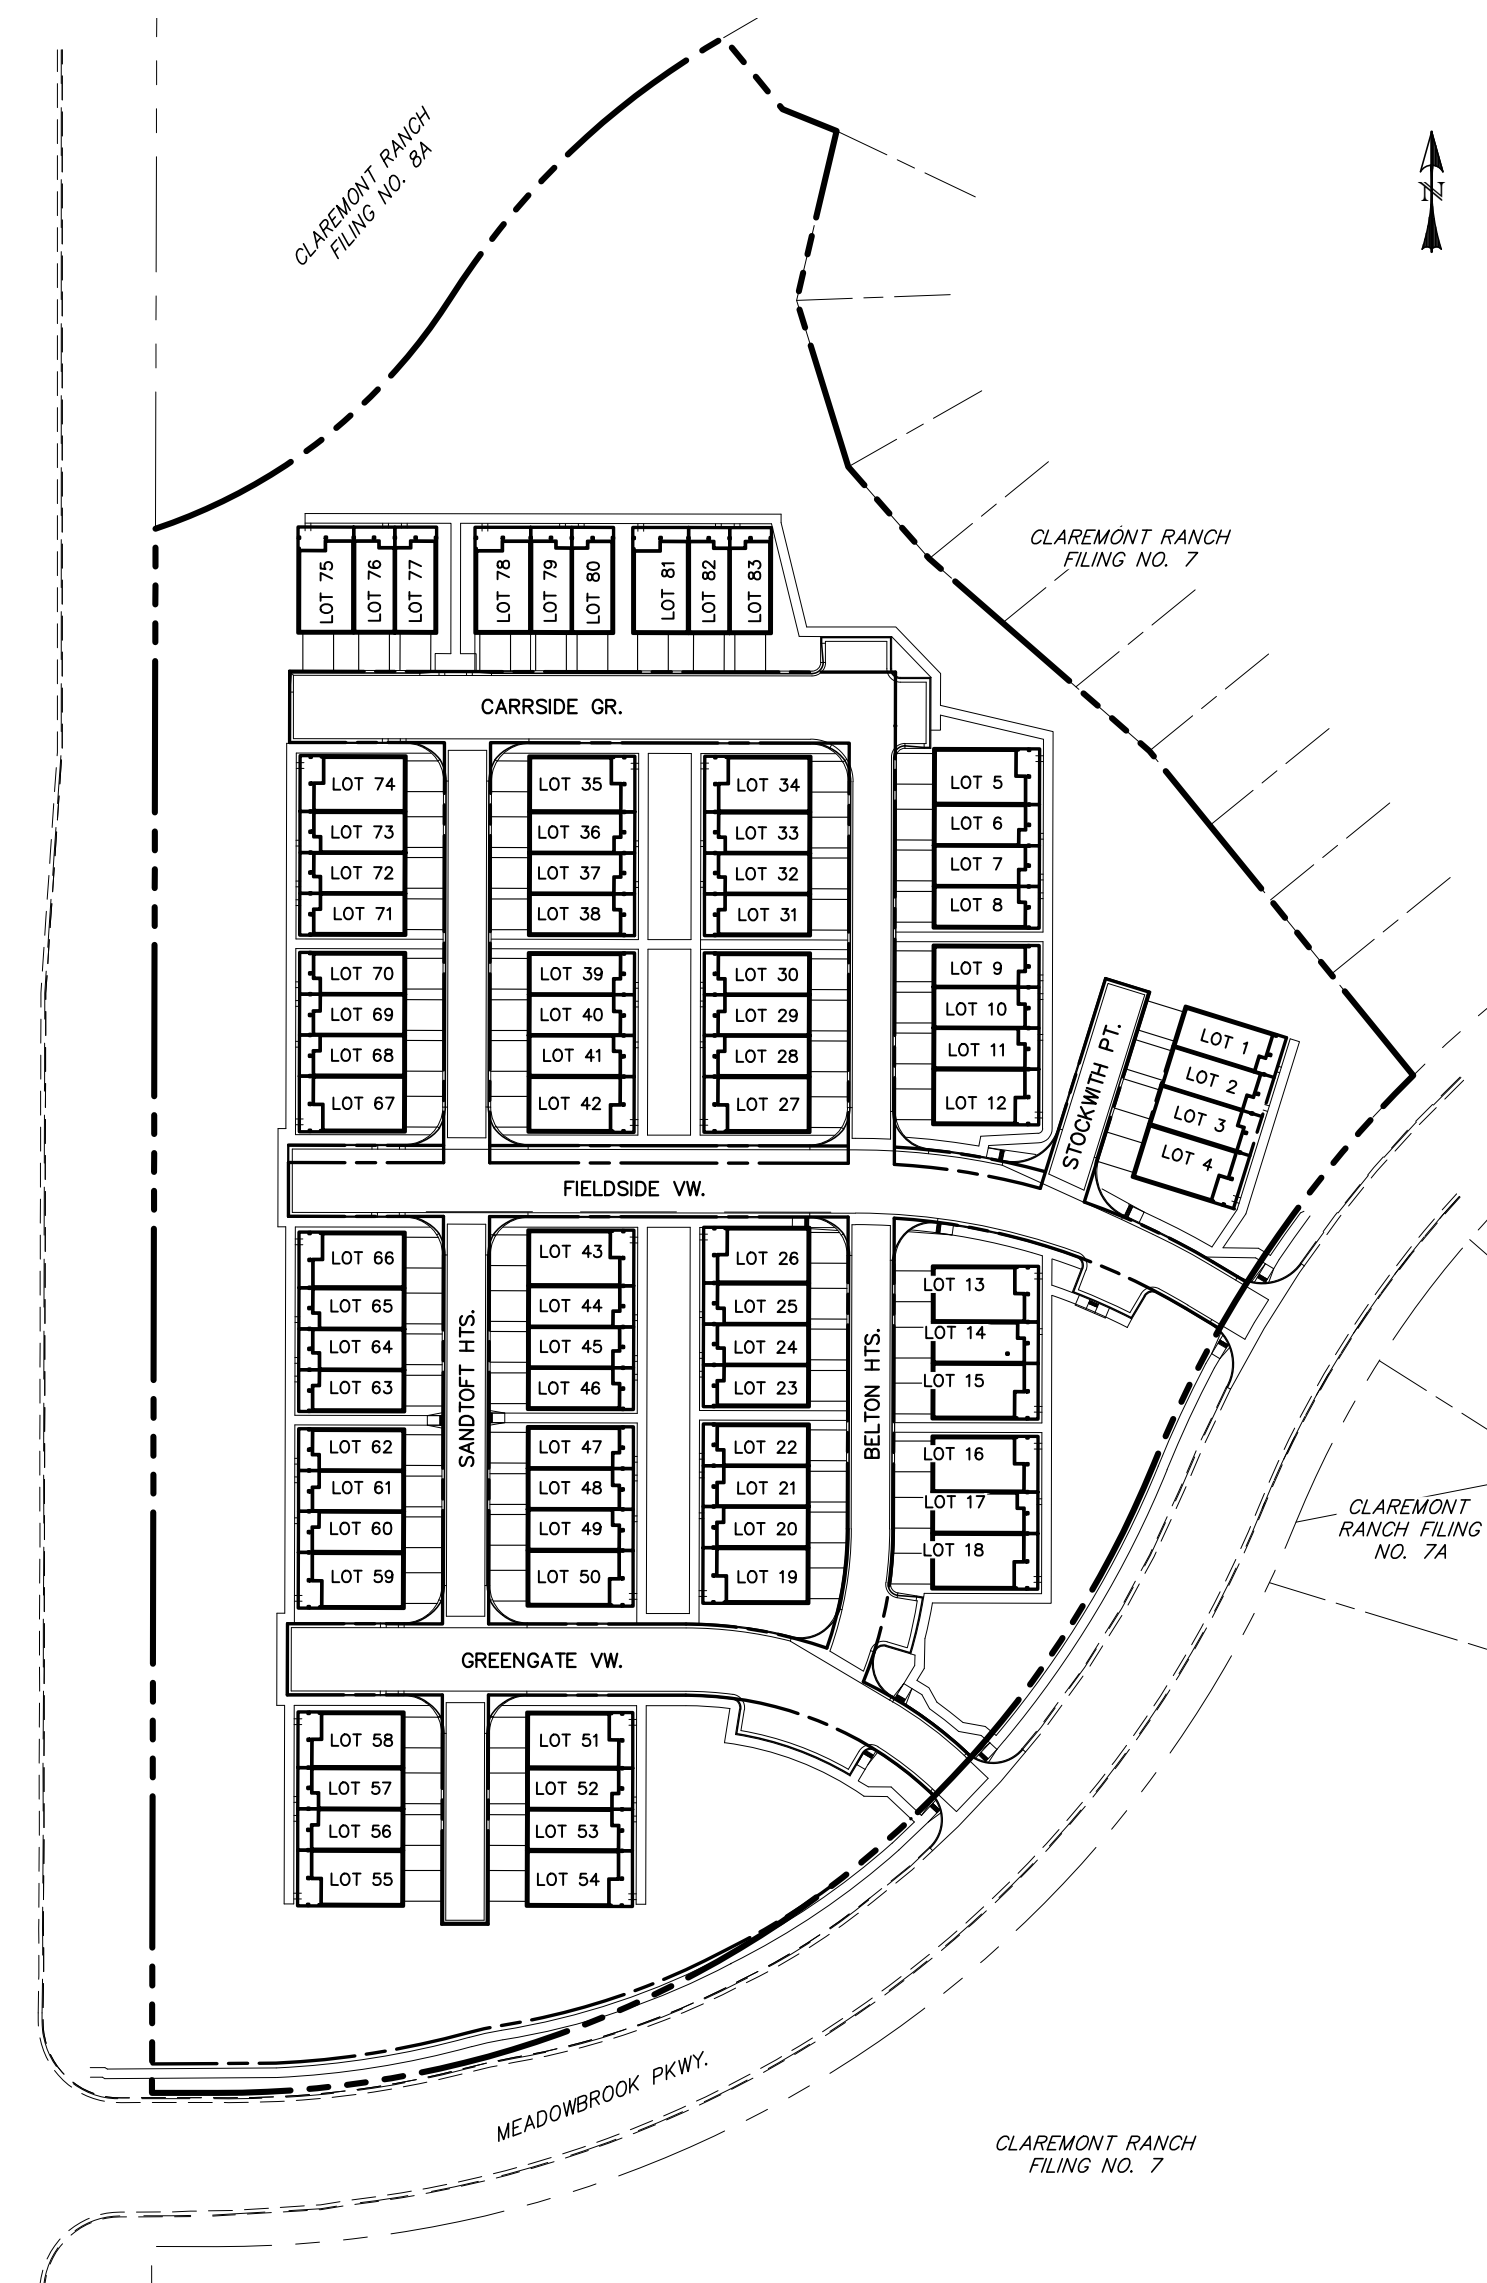 CLAREMONT RANCH
FILING NO. 8A
N
CLAREMONT RANCH
FILING NO. 7
LOT 75
LOT 76
LOT 77
LOT 78
LOT 79
LOT 80
LOT 81
LOT 82
LOT 83
CARRSIDE GR.
LOT 74
LOT 73
LOT 72
LOT 71
LOT 70
LOT 69
LOT 68
LOT 67
LOT 35
LOT 36
LOT 37
LOT 38
LOT 39
LOT 40
LOT 41
LOT 42
LOT 34
LOT 33
LOT 32
LOT 31
LOT 30
LOT 29
LOT 28
LOT 27
LOT 5
LOT 6
LOT 7
LOT 8
LOT 9
LOT 10
LOT 11
LOT 12
STOCKWITH PT.
LOT 1
LOT 2
LOT 3
LOT 4
FIELDSIDE VW.
LOT 66
LOT 65
LOT 64
LOT 63
LOT 62
LOT 61
LOT 60
LOT 59
SANDTOFT HTS.
LOT 43
LOT 44
LOT 45
LOT 46
LOT 47
LOT 48
LOT 49
LOT 50
LOT 26
LOT 25
LOT 24
LOT 23
LOT 22
LOT 21
LOT 20
LOT 19
BELTON HTS.
LOT 13
LOT 14
LOT 15
LOT 16
LOT 17
LOT 18
CLAREMONT
RANCH FILING
NO. 7A
GREENGATE VW.
LOT 58
LOT 57
LOT 56
LOT 55
LOT 51
LOT 52
LOT 53
LOT 54
MEADOWBROOK PKWY.
CLAREMONT RANCH
FILING NO. 7